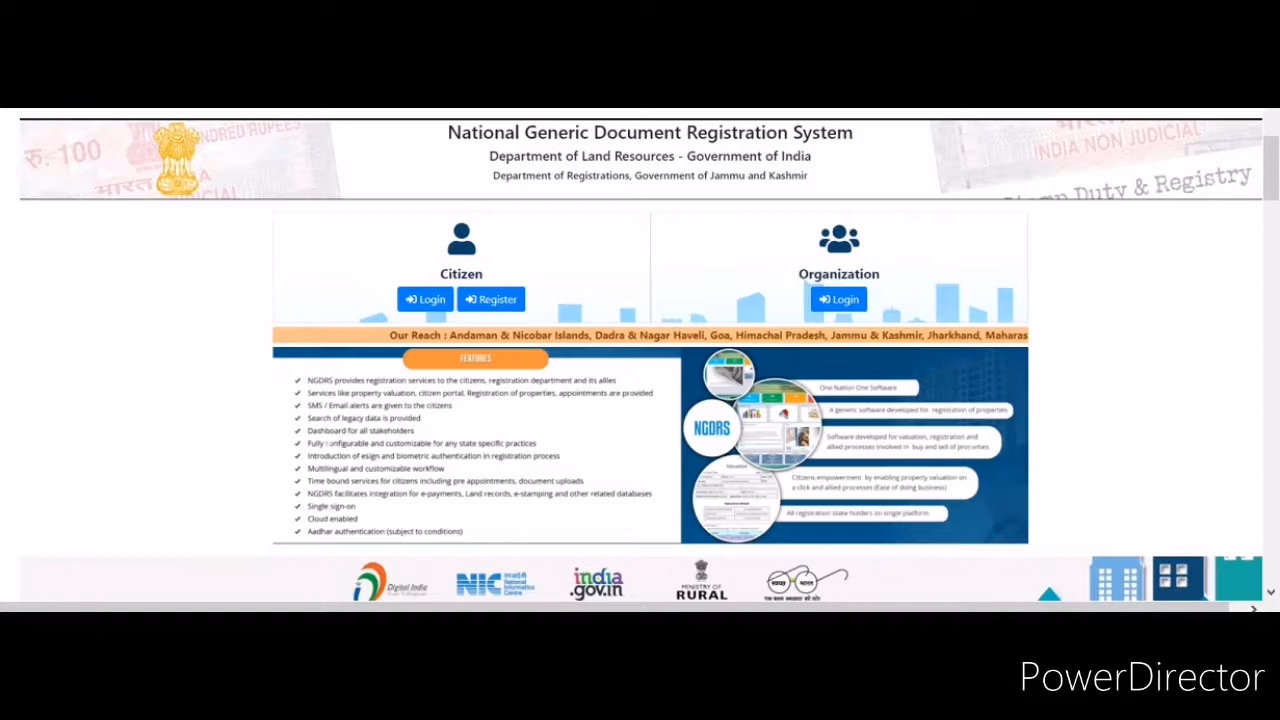 रु. 100
HUNDRED RUPEES
भारत
National Generic Document Registration System
Department of Land Resources - Government of India
Department of Registrations, Government of Jammu and Kashmir
INDIA NON JUDICIAL
Duty & Registry
Citizen
Login
Register
Organization
Login
Our Reach : Andaman & Nicobar Islands, Dadra & Nagar Haveli, Goa, Himachal Pradesh, Jammu & Kashmir, Jharkhand, Maharas
FEATURES
NGDRS provides registration services to the citizens, registration department and its allies
Services like property valuation, citizen portal, Registration of properties, appointments are provided
SMS / Email alerts are given to the citizens
Search of legacy data is provided
Dashboard for all stakeholders
Fully configurable and customizable for any state specific practices
Introduction of esign and biometric authentication in registration process
Multilingual and customizable workflow
Time bound services for citizens including pre appointments, document uploads
NGDRS facilitates integration for e-payments, Land records, e-stamping and other related databases
Single sign-on
Cloud enabled
Aadhar authentication (subject to conditions)
NGDRS
One Nation One Software
A generic software developed for registration of properties
Software developed for valuation, registration and
allied processes involved in buy and sell of properties
Citizens empowerment by enabling property valuation on
a click and allied processes (Ease of doing business)
All registration stake holders on single platform
Digital India
NIC
National
Informatics
Centre
india
.gov.in
MINISTRY OF
RURAL
स्वच्छ भारत
PowerDirector